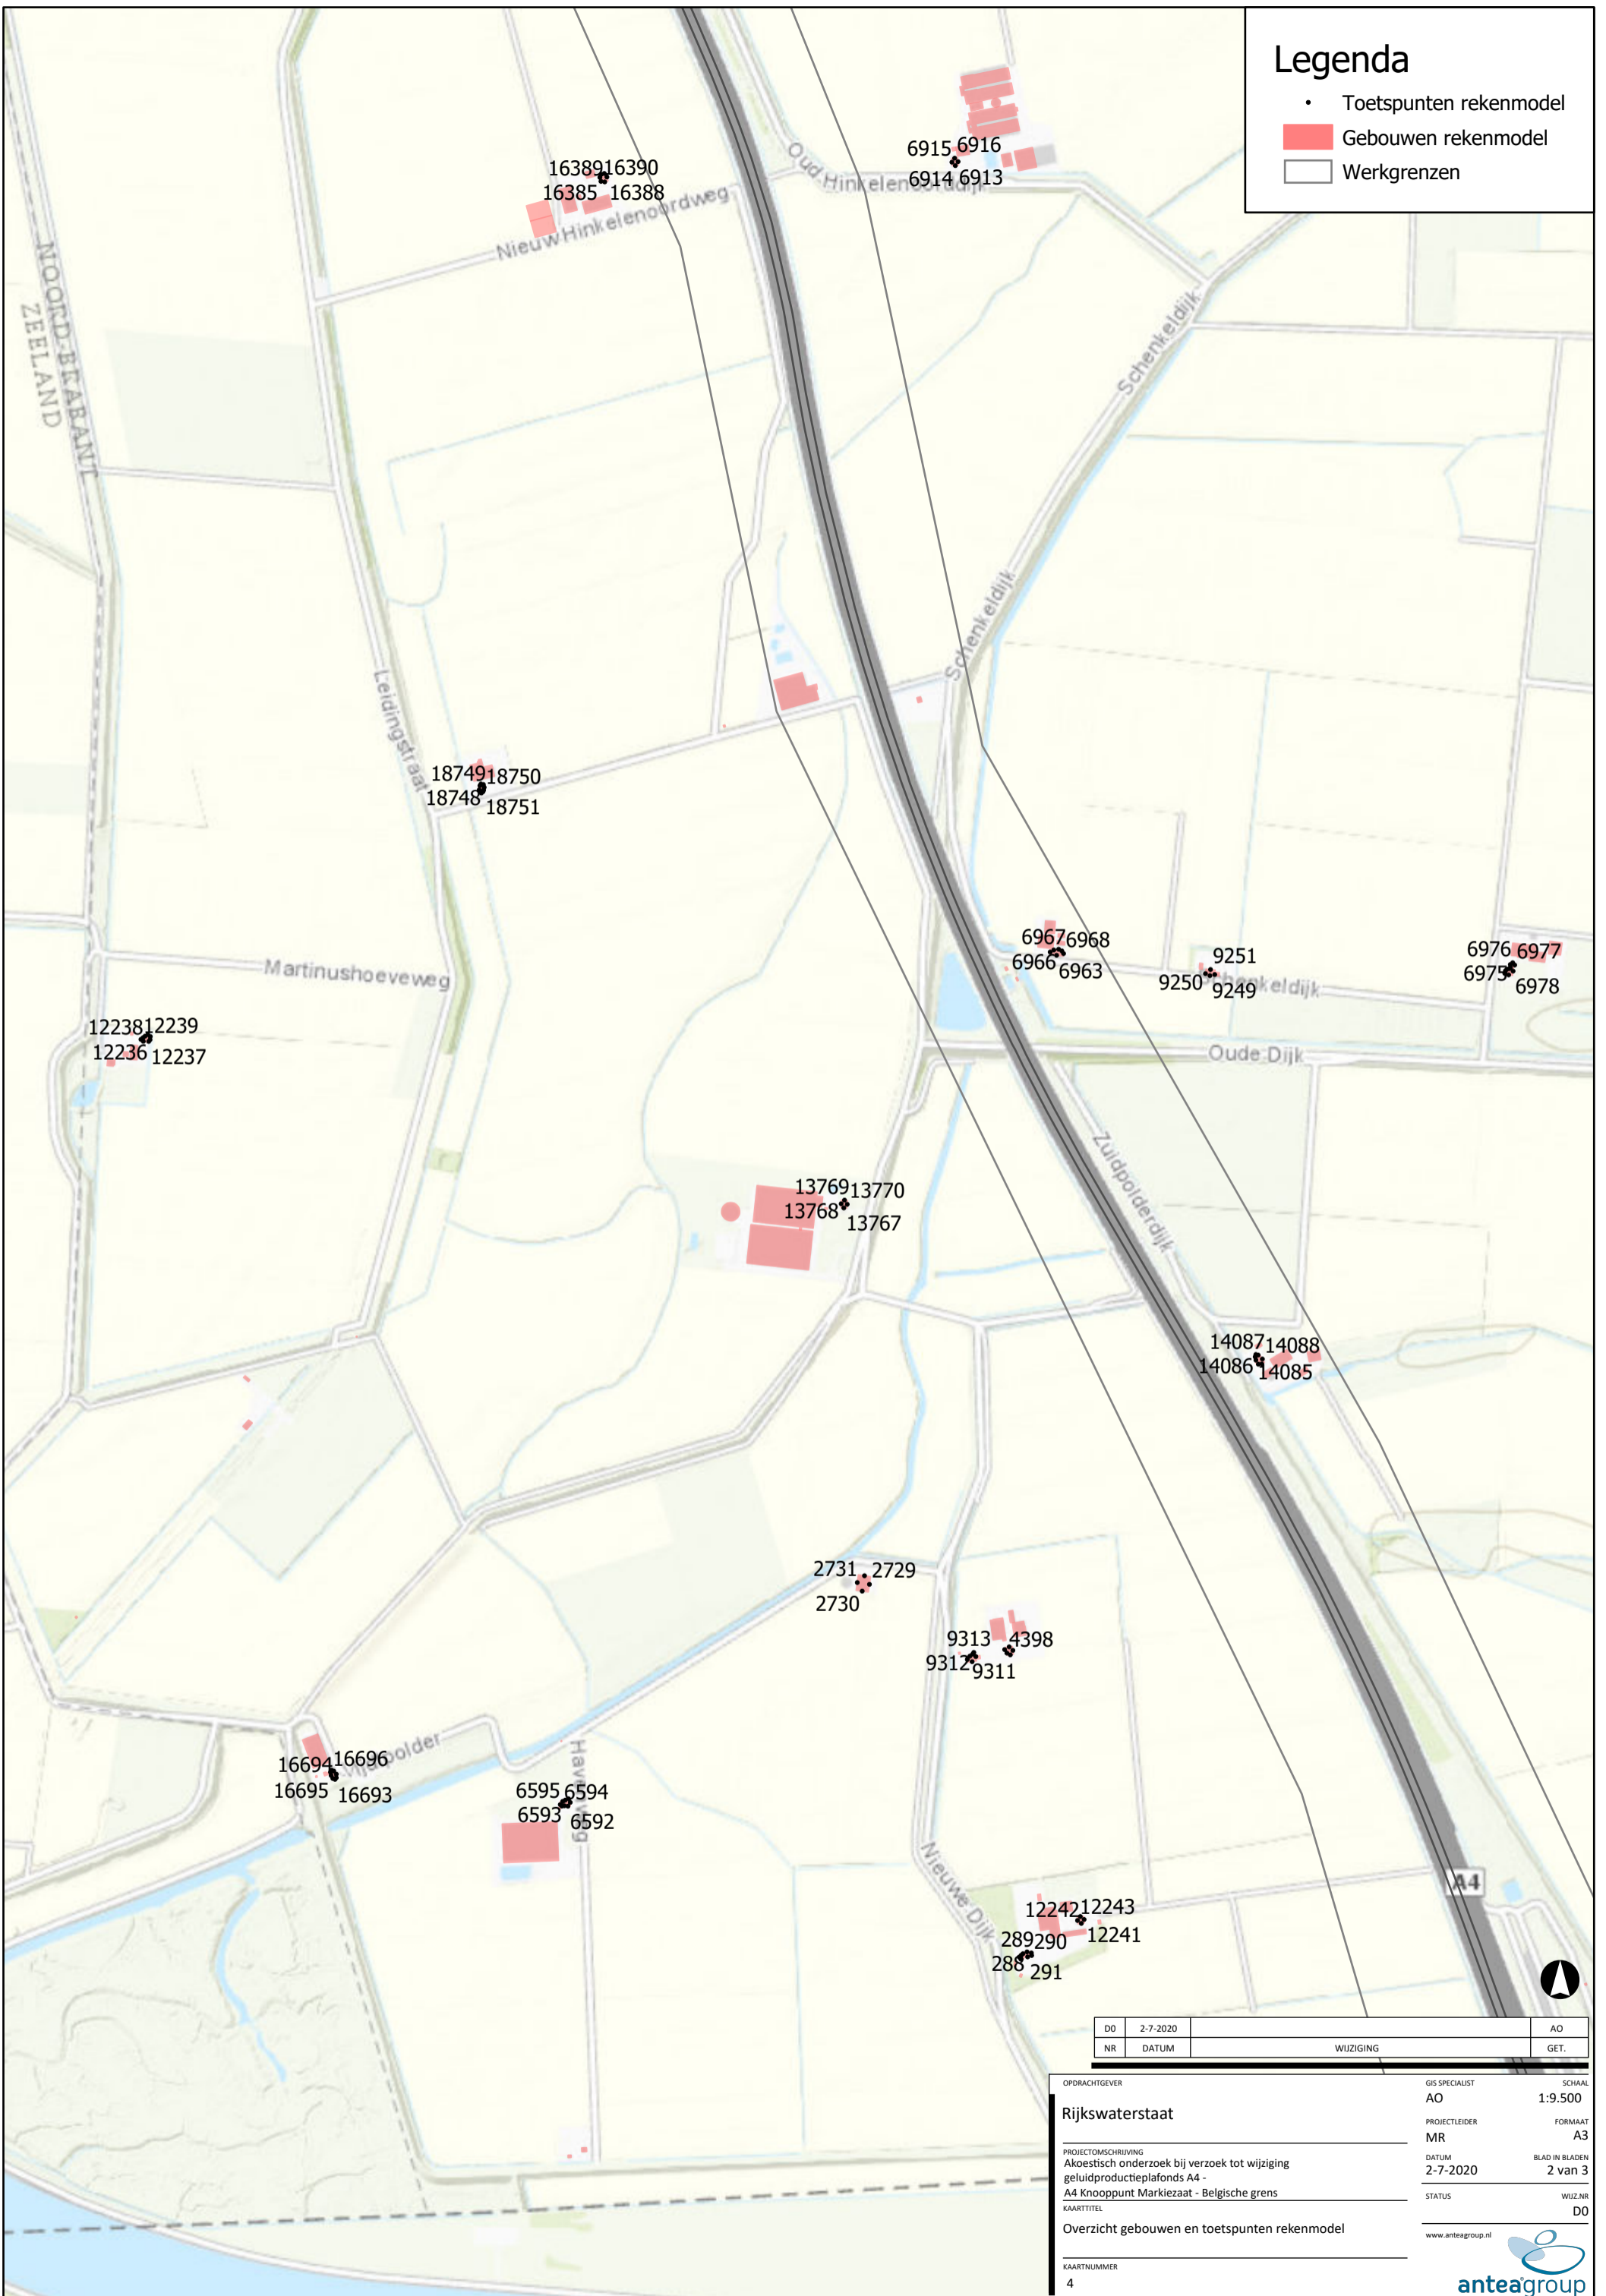 Legenda
Toetspunten rekenmodel
Gebouwen rekenmodel
Werkgrenzen
6915 6916
6914 6913
Oud Hinkelenoorddijk
16389 16390
16385 16388
Nieuw Hinkelenoordweg
NOORD-BRABANT
ZEELAND
Schenkeldijk
Schenkeldijk
Leidingstraat
18749 18750
18748 18751
6967 6968
6966 6963
9251
9250 9249
Schenkeldijk
6976 6977
6975 6978
Martinushoeveweg
12238 12239
12236 12237
Oude Dijk
Zuidpolderdijk
13769 13770
13768 13767
14087 14088
14086 14085
2731 2729
2730
9313 4398
9312 9311
16694 16696
16695 16693
6595 6594
6593 6592
Nieuwe Dijk
A4
12242 12243
12241
289 290
288 291
D0 2-7-2020 AO
NR DATUM WIJZIGING GET.
OPDRACHTGEVER
Rijkswaterstaat
PROJECTOMSCHRIJVING
Akoestisch onderzoek bij verzoek tot wijziging
geluidproductieplafonds A4 -
A4 Knooppunt Markiezaat - Belgische grens
KAARTTITEL
Overzicht gebouwen en toetspunten rekenmodel
KAARTNUMMER
4
GIS SPECIALIST SCHAAL
AO 1:9.500
PROJECTLEIDER FORMAAT
MR A3
DATUM BLAD IN BLADEN
2-7-2020 2 van 3
STATUS WIJZ.NR
D0
www.anteagroup.nl
anteagroup